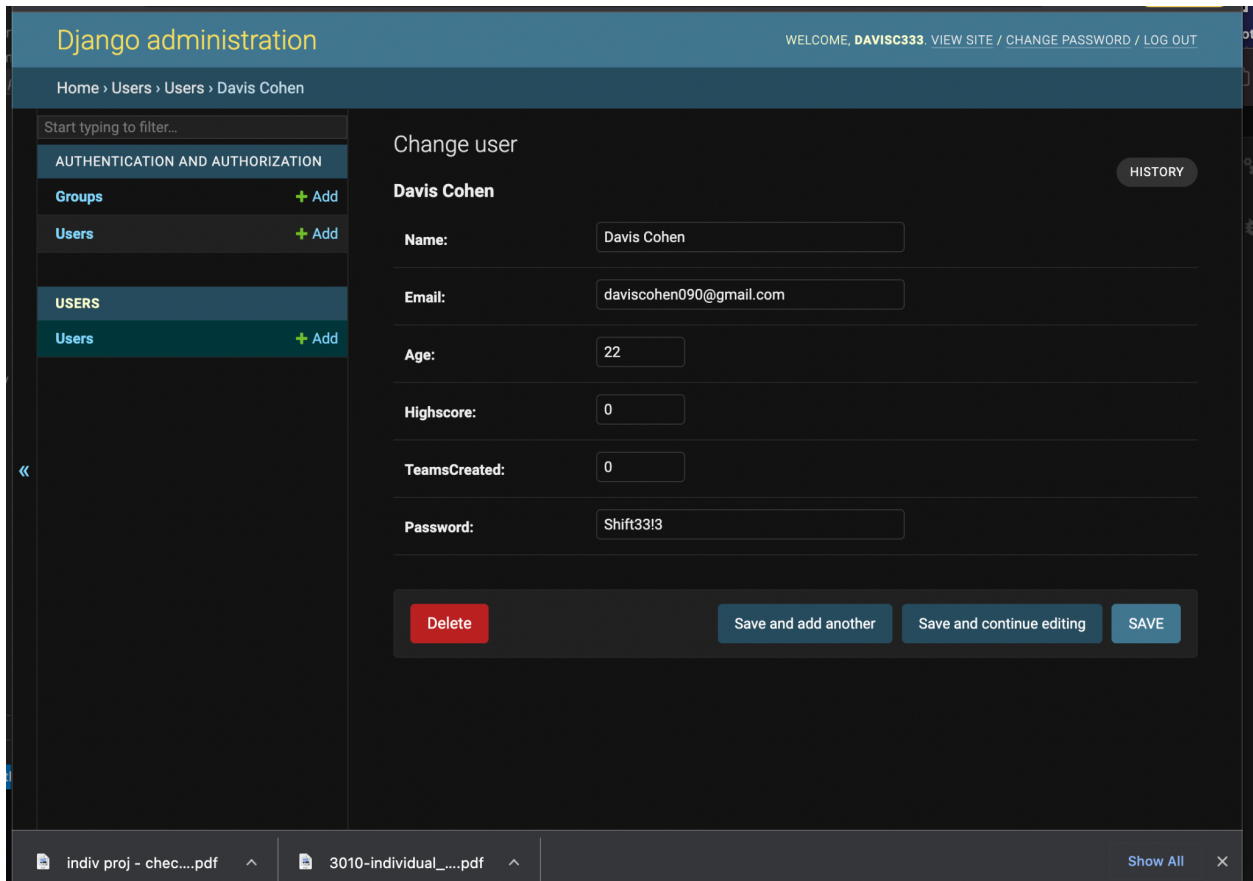 Django administration
WELCOME, DAVISC333. VIEW SITE / CHANGE PASSWORD / LOG OUT
Home › Users › Users › Davis Cohen
Start typing to filter…
AUTHENTICATION AND AUTHORIZATION
Groups + Add
Users + Add
USERS
Users + Add
«
Change user
HISTORY
Davis Cohen
Name: Davis Cohen
Email: daviscohen090@gmail.com
Age: 22
Highscore: 0
TeamsCreated: 0
Password: Shift33!3
Delete
Save and add another
Save and continue editing
SAVE
indiv proj - chec....pdf
3010-individual_....pdf
Show All